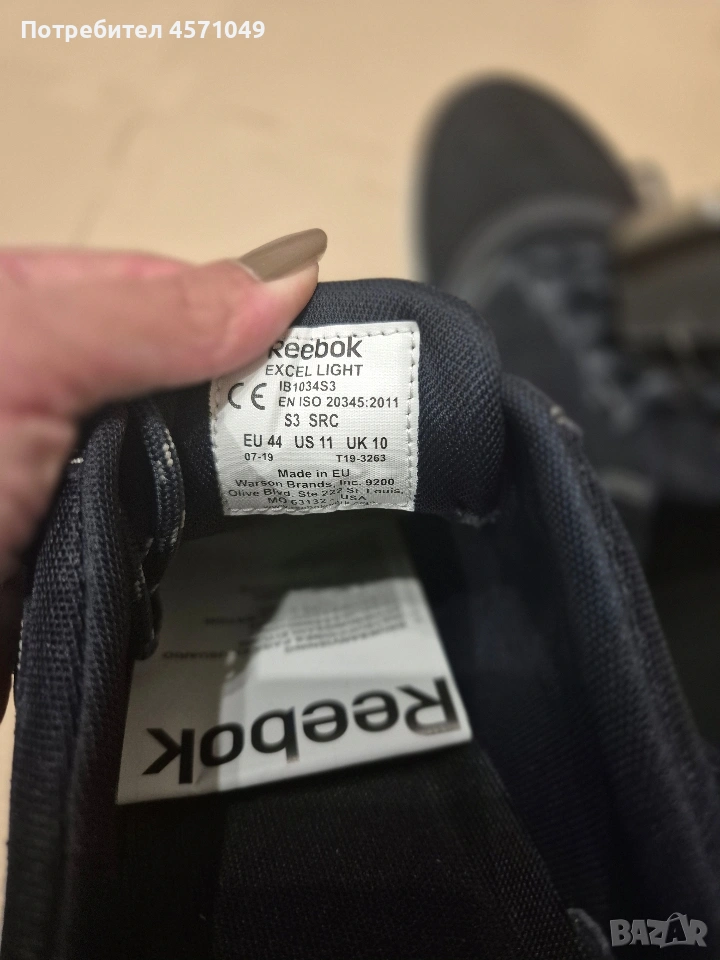 Потребител 4571049
Reebok
EXCEL LIGHT
IB1034S3
CE EN ISO 20345:2011
S3 SRC
EU 44 US 11 UK 10
07-19 T19-3263
Made in EU
Warson Brands, Inc. 9200
Olive Blvd. Ste 222 St. Louis,
MO 63132 - USA
Reebok
BAZAR